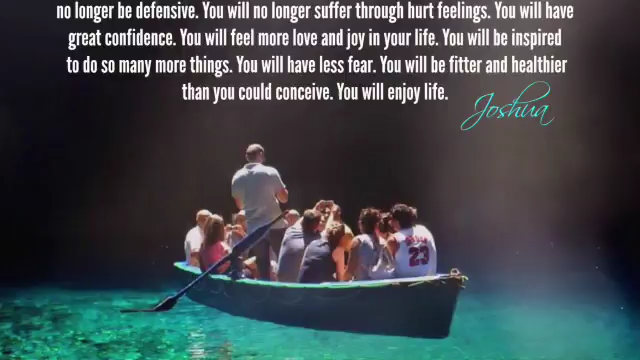 no longer be defensive. You will no longer suffer through hurt feelings. You will have
great confidence. You will feel more love and joy in your life. You will be inspired
to do so many more things. You will have less fear. You will be fitter and healthier
than you could conceive. You will enjoy life.
Joshua
23